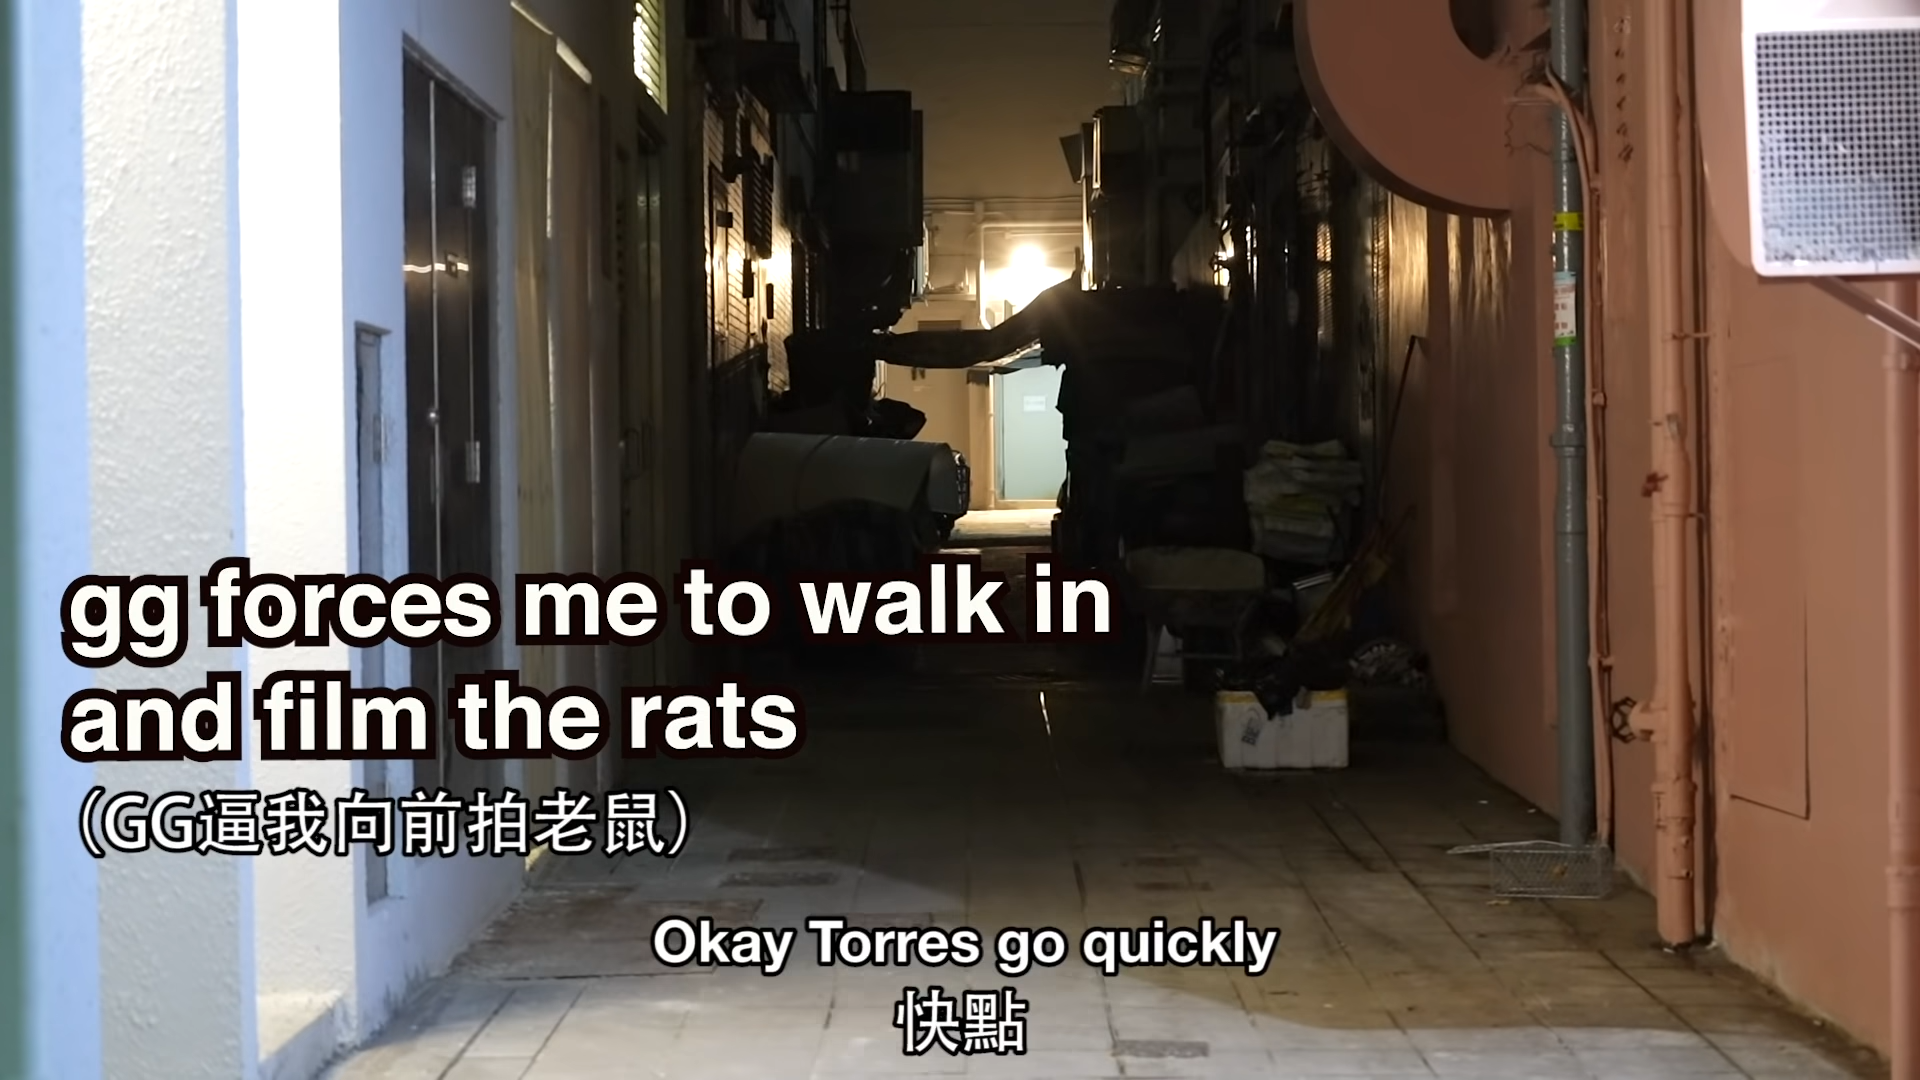 gg forces me to walk in
and film the rats
（GG逼我向前拍老鼠）
Okay Torres go quickly
快點